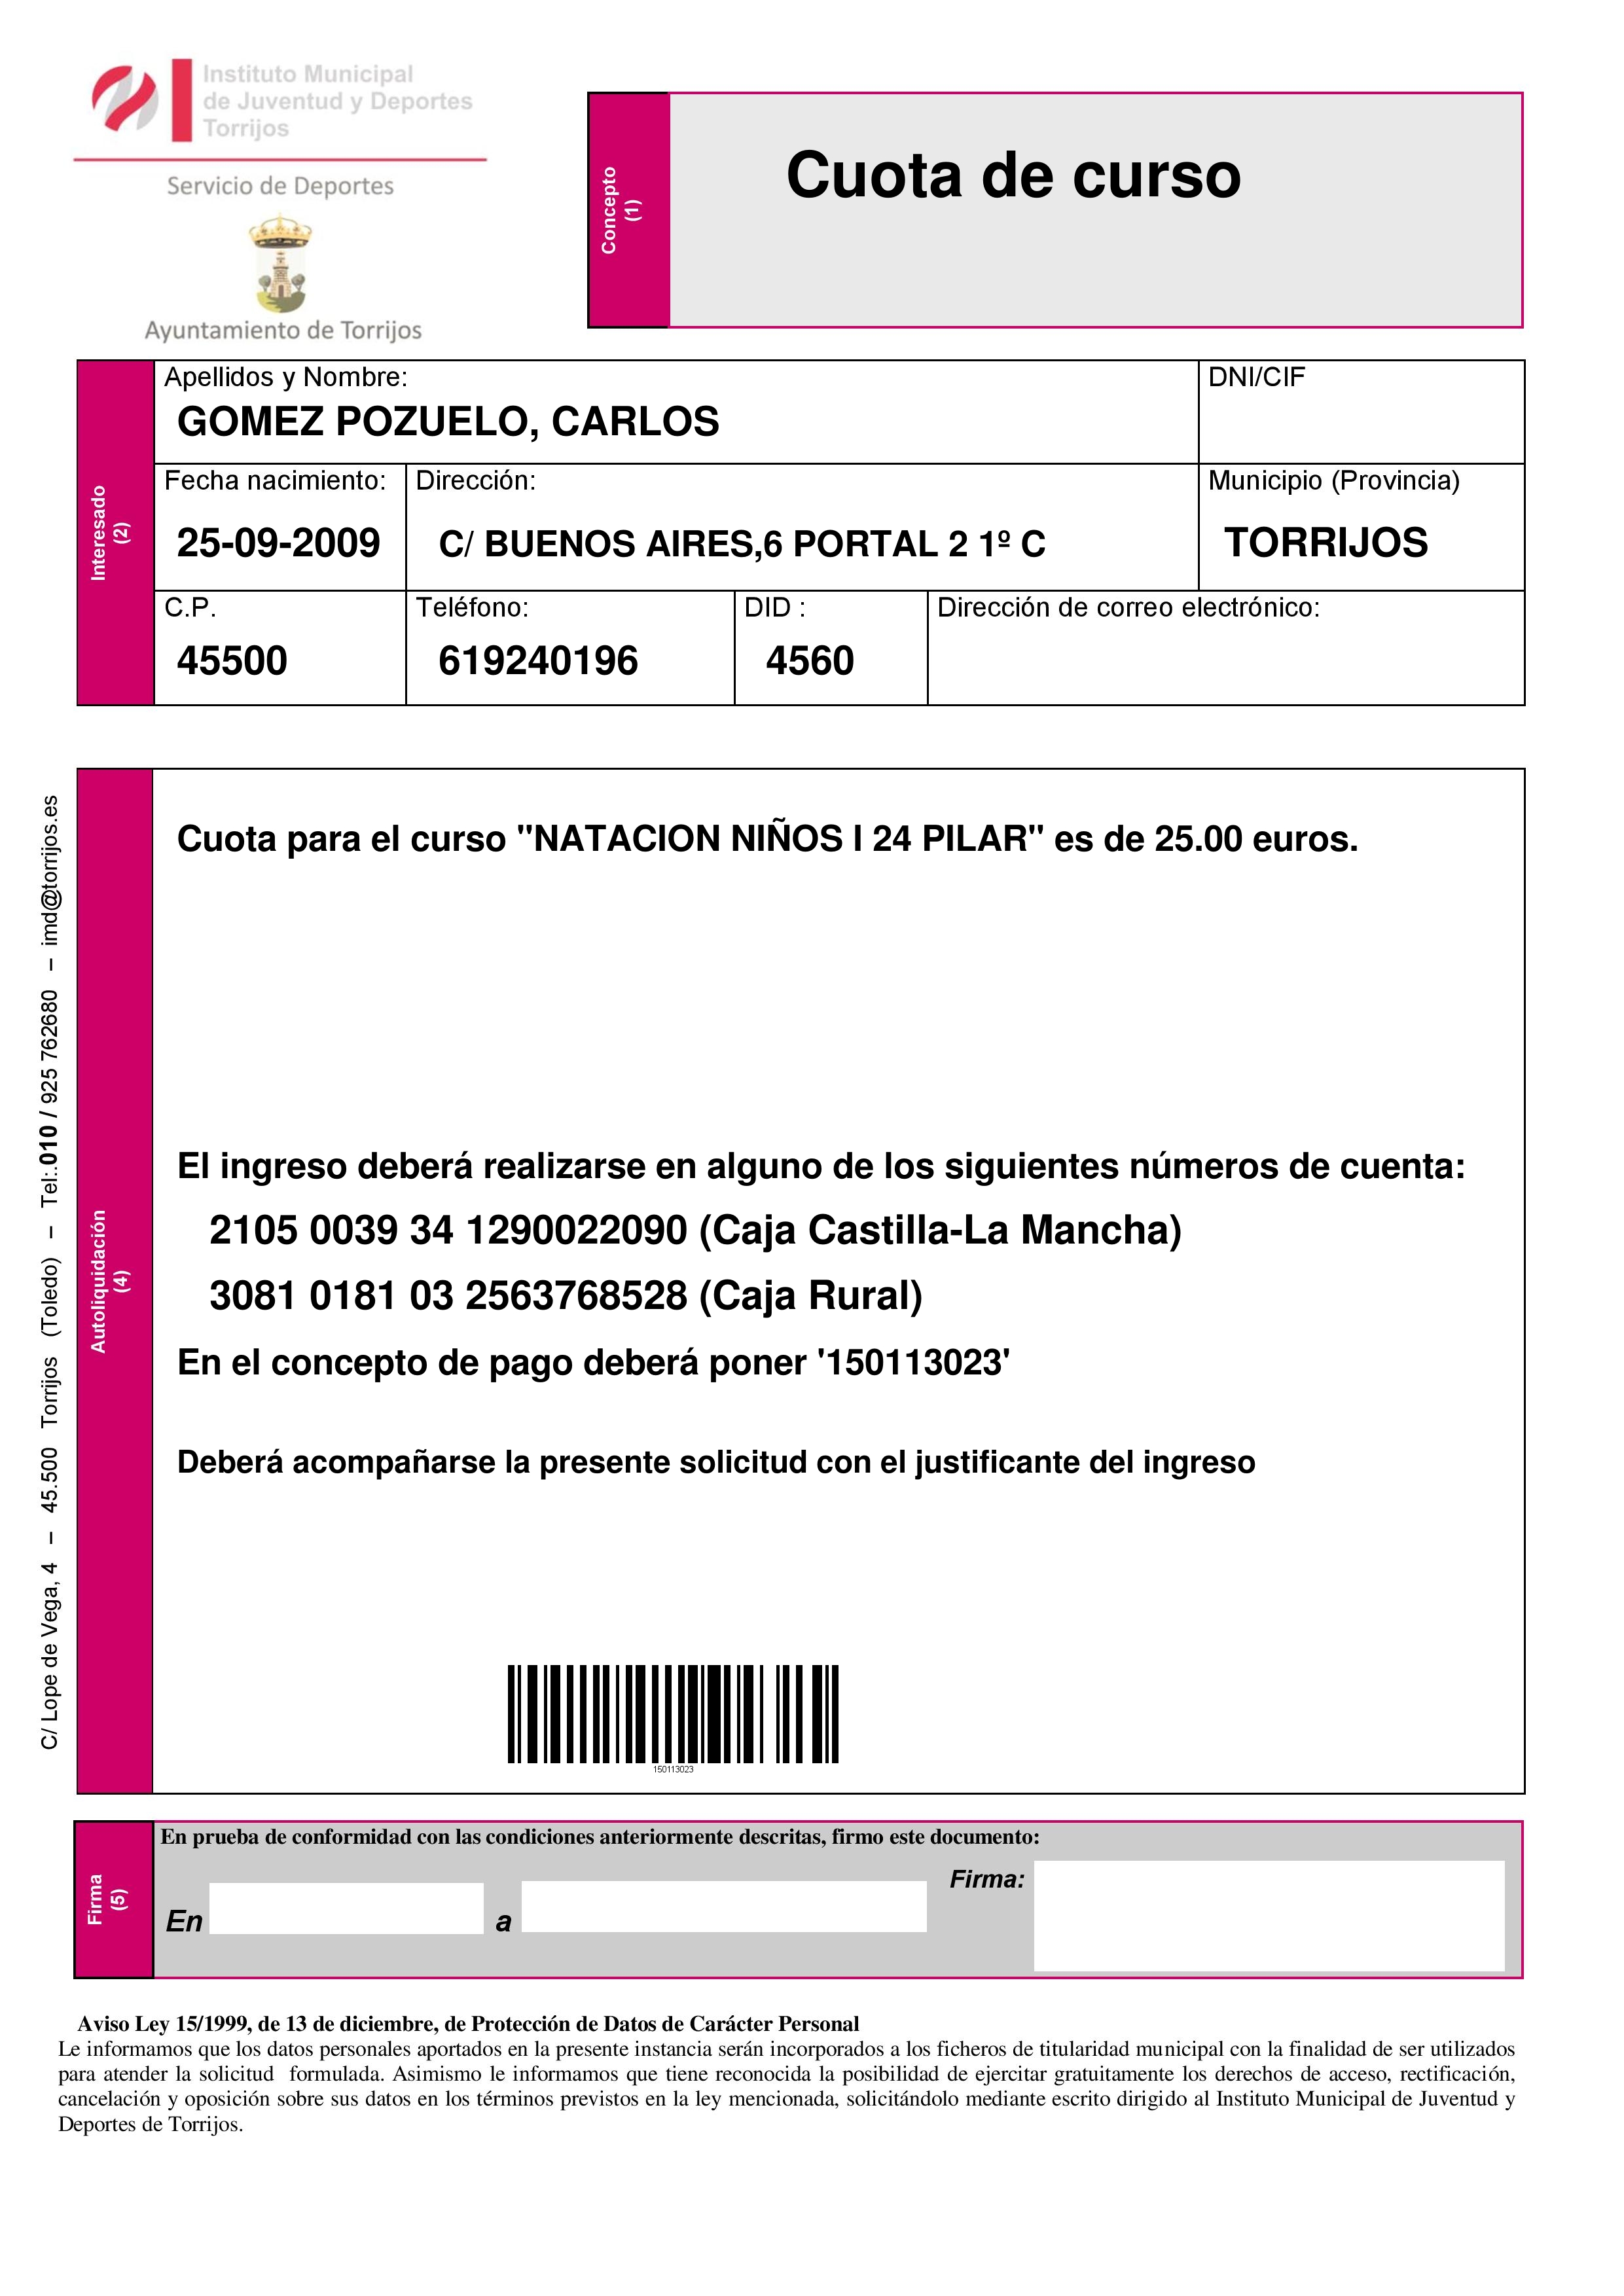 Instituto Municipal
de Juventud y Deportes
Torrijos
Servicio de Deportes
Ayuntamiento de Torrijos
Concepto
(1)
Cuota de curso
Interesado
(2)
Apellidos y Nombre:
GOMEZ POZUELO, CARLOS
DNI/CIF
Fecha nacimiento:
25-09-2009
Dirección:
C/ BUENOS AIRES,6 PORTAL 2 1º C
Municipio (Provincia)
TORRIJOS
C.P.
45500
Teléfono:
619240196
DID :
4560
Dirección de correo electrónico:
C/ Lope de Vega, 4 – 45.500 Torrijos (Toledo) – Tel:.010 / 925 762680 – imd@torrijos.es
Autoliquidación
(4)
Cuota para el curso "NATACION NIÑOS I 24 PILAR" es de 25.00 euros.
El ingreso deberá realizarse en alguno de los siguientes números de cuenta:
2105 0039 34 1290022090 (Caja Castilla-La Mancha)
3081 0181 03 2563768528 (Caja Rural)
En el concepto de pago deberá poner '150113023'
Deberá acompañarse la presente solicitud con el justificante del ingreso
150113023
Firma
(5)
En prueba de conformidad con las condiciones anteriormente descritas, firmo este documento:
En
a
Firma:
Aviso Ley 15/1999, de 13 de diciembre, de Protección de Datos de Carácter Personal
Le informamos que los datos personales aportados en la presente instancia serán incorporados a los ficheros de titularidad municipal con la finalidad de ser utilizados
para atender la solicitud formulada. Asimismo le informamos que tiene reconocida la posibilidad de ejercitar gratuitamente los derechos de acceso, rectificación,
cancelación y oposición sobre sus datos en los términos previstos en la ley mencionada, solicitándolo mediante escrito dirigido al Instituto Municipal de Juventud y
Deportes de Torrijos.